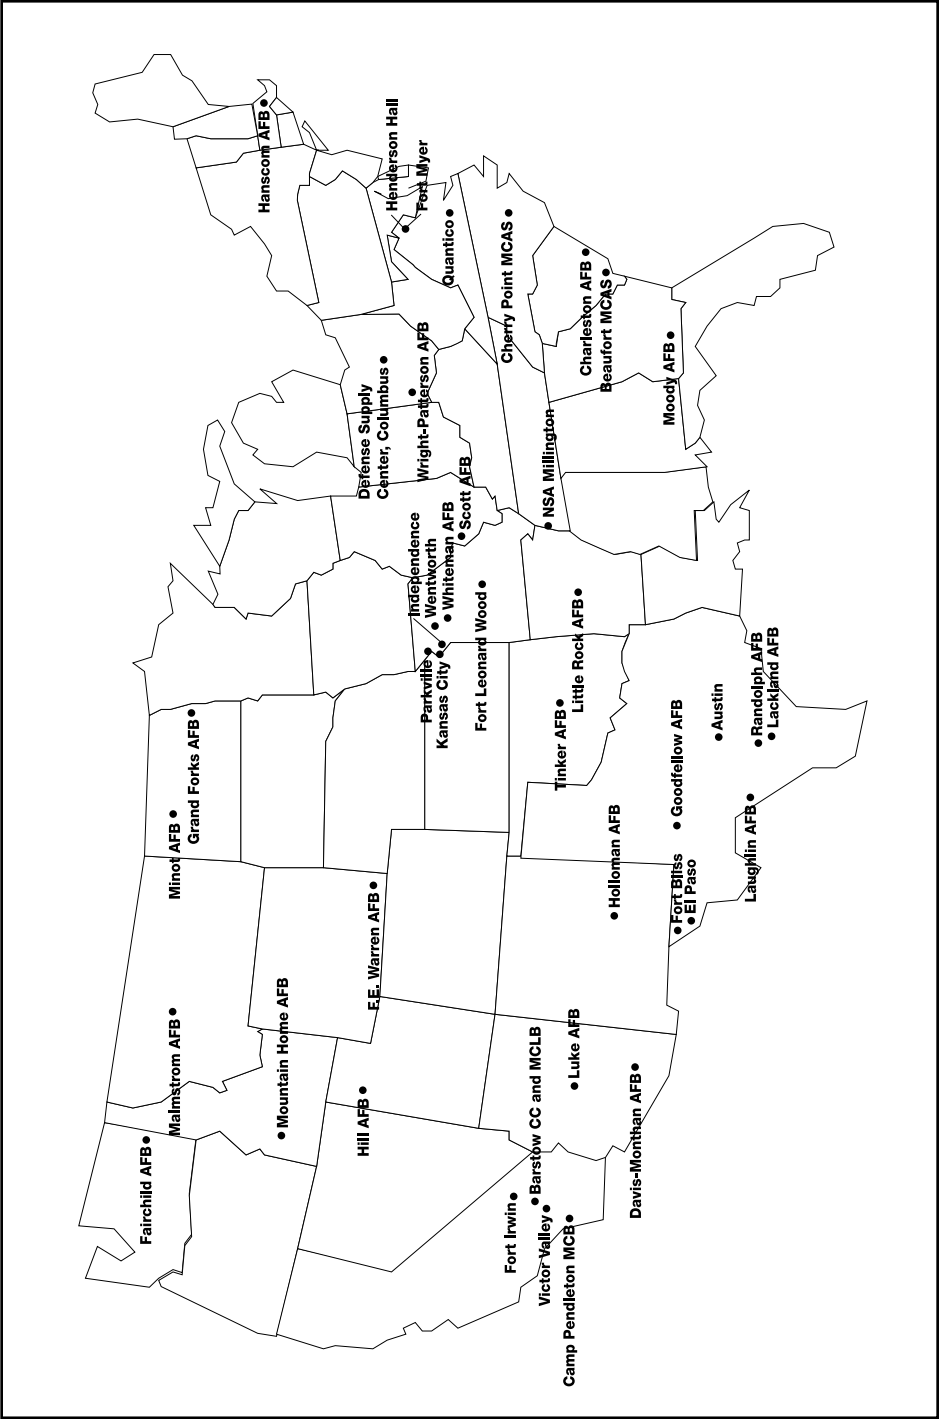 Fairchild AFB
Malmstrom AFB
Minot AFB
Grand Forks AFB
Hanscom AFB
Mountain Home AFB
F.E. Warren AFB
Hill AFB
Defense Supply
Center, Columbus
Wright-Patterson AFB
Henderson Hall
Fort Myer
Quantico
Independence
Wentworth
Whiteman AFB
Scott AFB
Parkville
Kansas City
Fort Leonard Wood
Cherry Point MCAS
Fort Irwin
Barstow CC and MCLB
Victor Valley
Camp Pendleton MCB
Luke AFB
Davis-Monthan AFB
Holloman AFB
Tinker AFB
Little Rock AFB
NSA Millington
Charleston AFB
Beaufort MCAS
Moody AFB
Fort Bliss
El Paso
Goodfellow AFB
Austin
Laughlin AFB
Randolph AFB
Lackland AFB